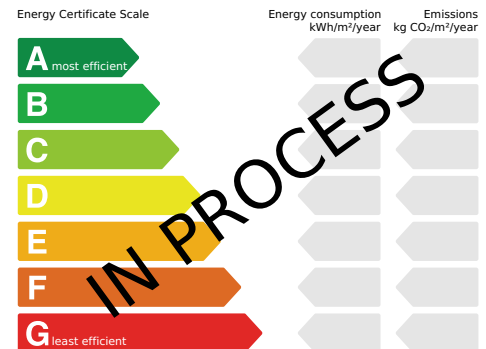 Energy Certificate Scale
Energy consumption
kWh/m²/year
Emissions
kg CO₂/m²/year
A most efficient
B
C
D
E
F
G least efficient
IN PROCESS